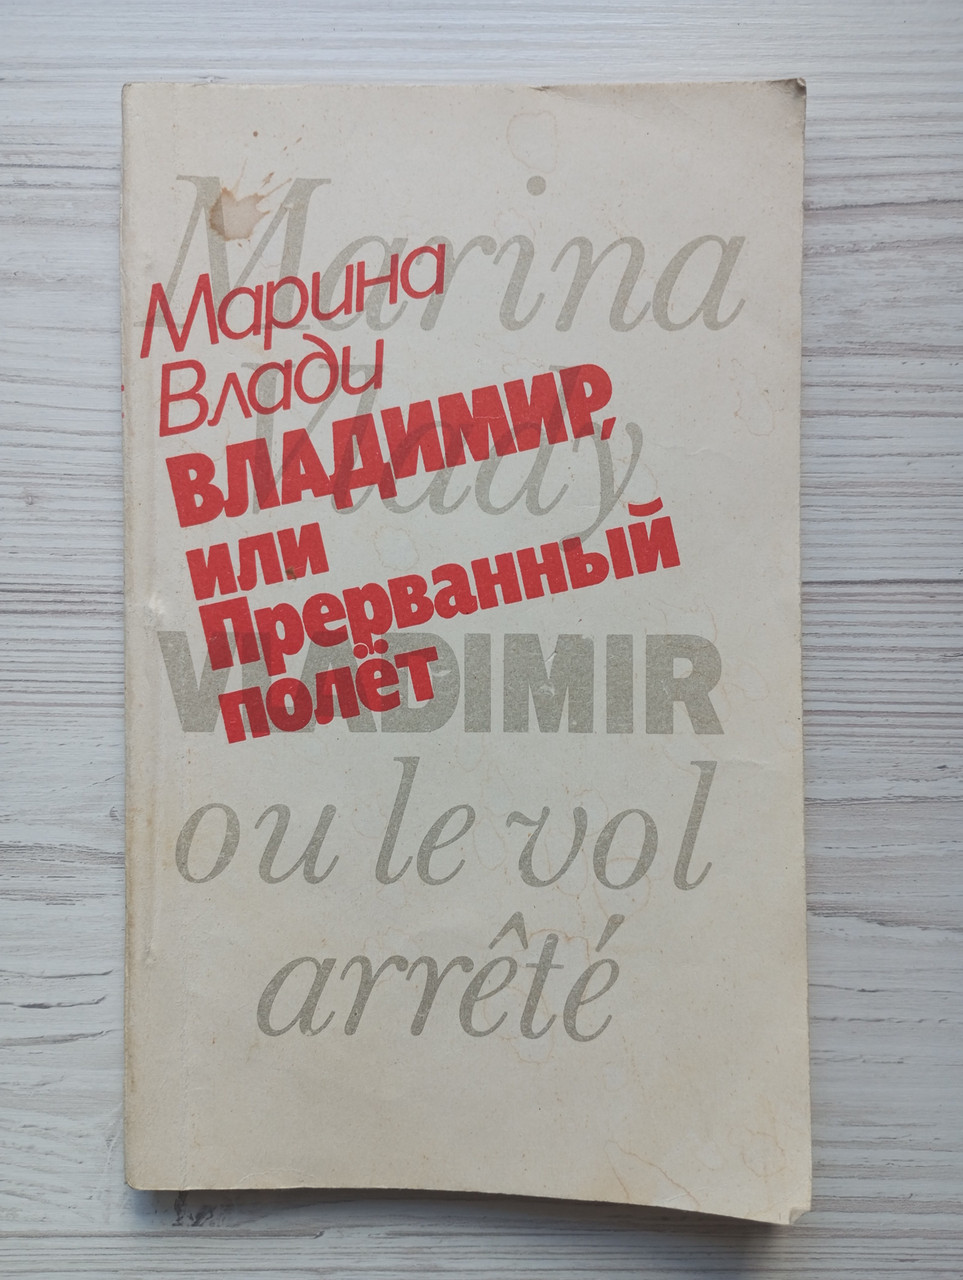 Marina
Vlady
VLADIMIR
ou le vol
arrêté
Марина
Влади
ВЛАДИМИР,
или
Прерванный
полёт